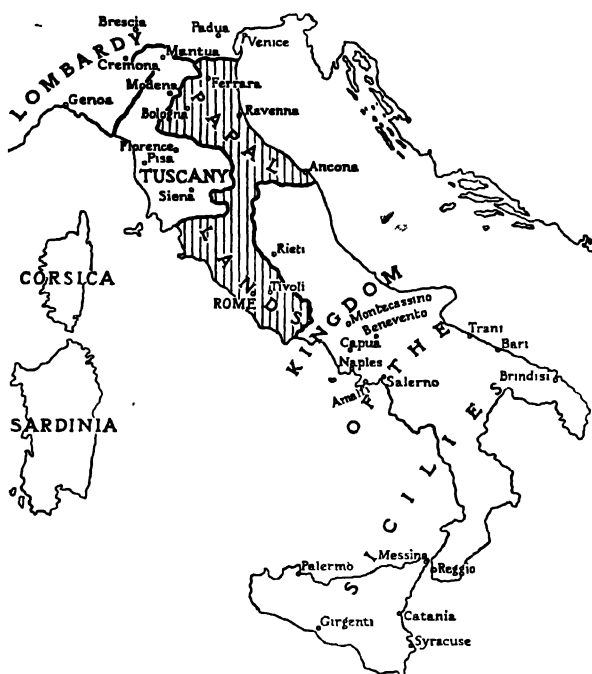 Brescia
Padua
Venice
LOMBARDY
Cremona
Mantua
Modena
Ferrara
Genoa
Bologna
Ravenna
PAPAL
Florence
Pisa
Ancona
TUSCANY
Siena
CORSICA
Rieti
LANDS
Tivoli
ROME
KINGDOM
Montecassino
Benevento
THE
Trani
Capua
Bari
Naples
Brindisi
Amalfi
Salerno
OF
SARDINIA
SICILIES
Messina
Reggio
Palermo
Catania
Girgenti
Syracuse